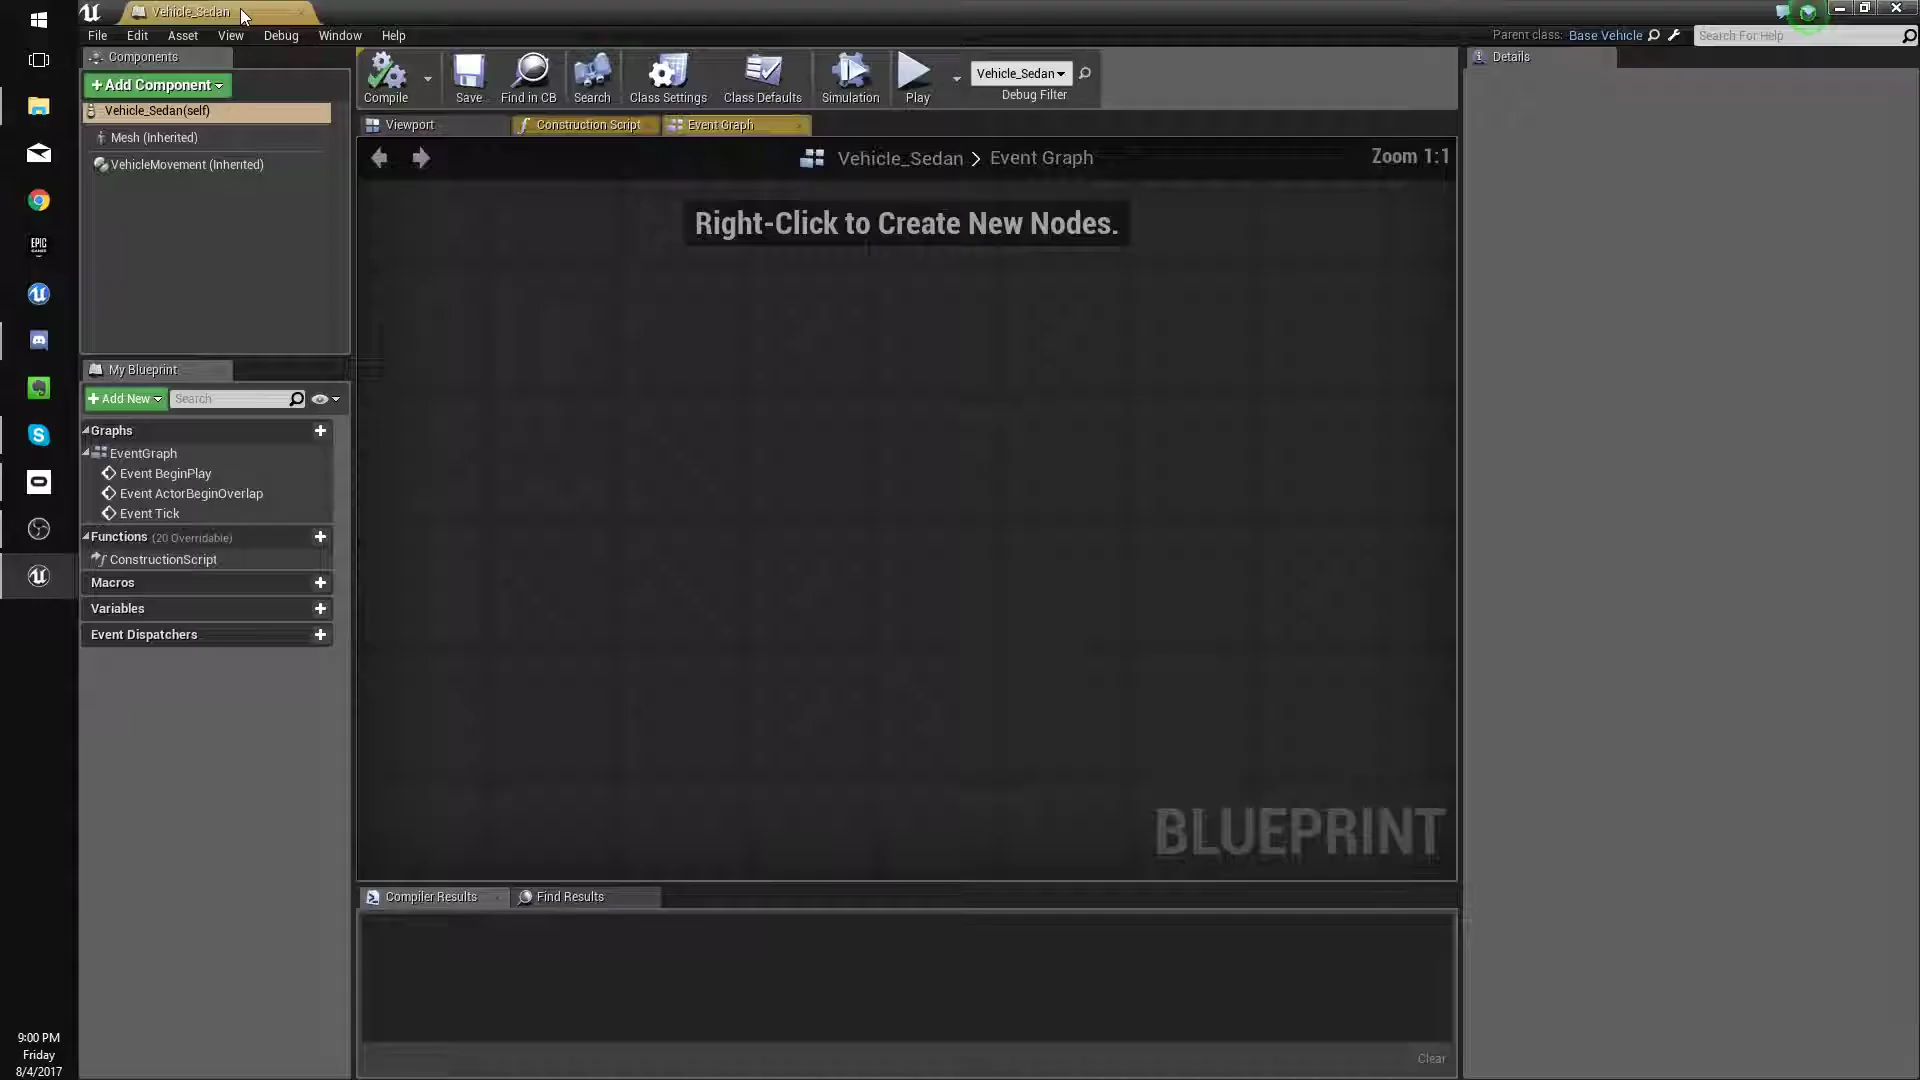 Vehicle_Sedan
File Edit Asset View Debug Window Help
Parent class: Base Vehicle
Search For Help
Components
+Add Component
Vehicle_Sedan(self)
Mesh (Inherited)
VehicleMovement (Inherited)
Compile
Save
Find in CB
Search
Class Settings
Class Defaults
Simulation
Play
Vehicle_Sedan
Debug Filter
Details
Viewport
Construction Script
Event Graph
Vehicle_Sedan > Event Graph
Zoom 1:1
Right-Click to Create New Nodes.
BLUEPRINT
EPIC
GAMES
My Blueprint
+Add New
Search
Graphs
EventGraph
Event BeginPlay
Event ActorBeginOverlap
Event Tick
Functions (20 Overridable)
ConstructionScript
Macros
Variables
Event Dispatchers
Compiler Results
Find Results
Clear
9:00 PM
Friday
8/4/2017